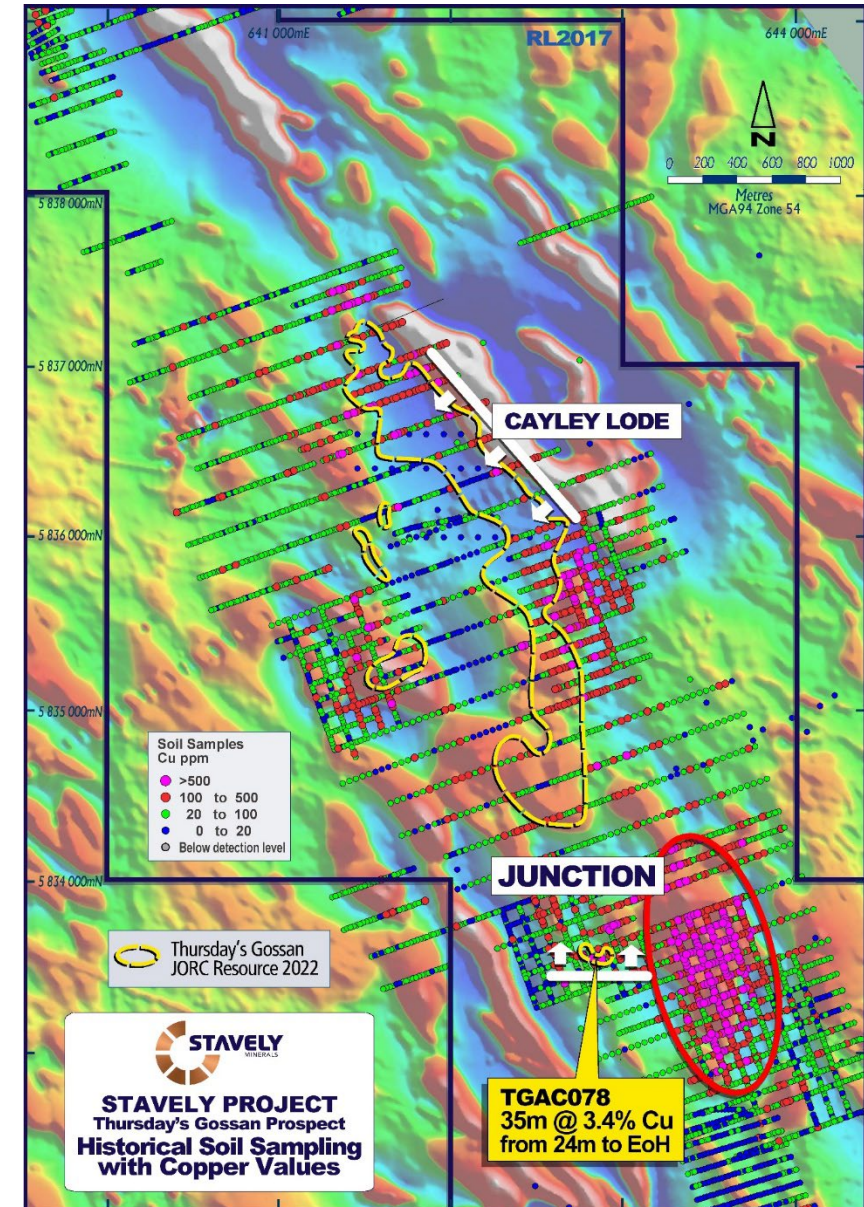 641 000mE
RL2017
644 000mE
N
0 200 400 600 800 1000
Metres
MGA94 Zone 54
5 838 000mN
5 837 000mN
CAYLEY LODE
5 836 000mN
5 835 000mN
Soil Samples
Cu ppm
>500
100 to 500
20 to 100
0 to 20
Below detection level
5 834 000mN
JUNCTION
Thursday's Gossan
JORC Resource 2022
STAVELY
MINERALS
STAVELY PROJECT
Thursday's Gossan Prospect
Historical Soil Sampling
with Copper Values
TGAC078
35m @ 3.4% Cu
from 24m to EoH